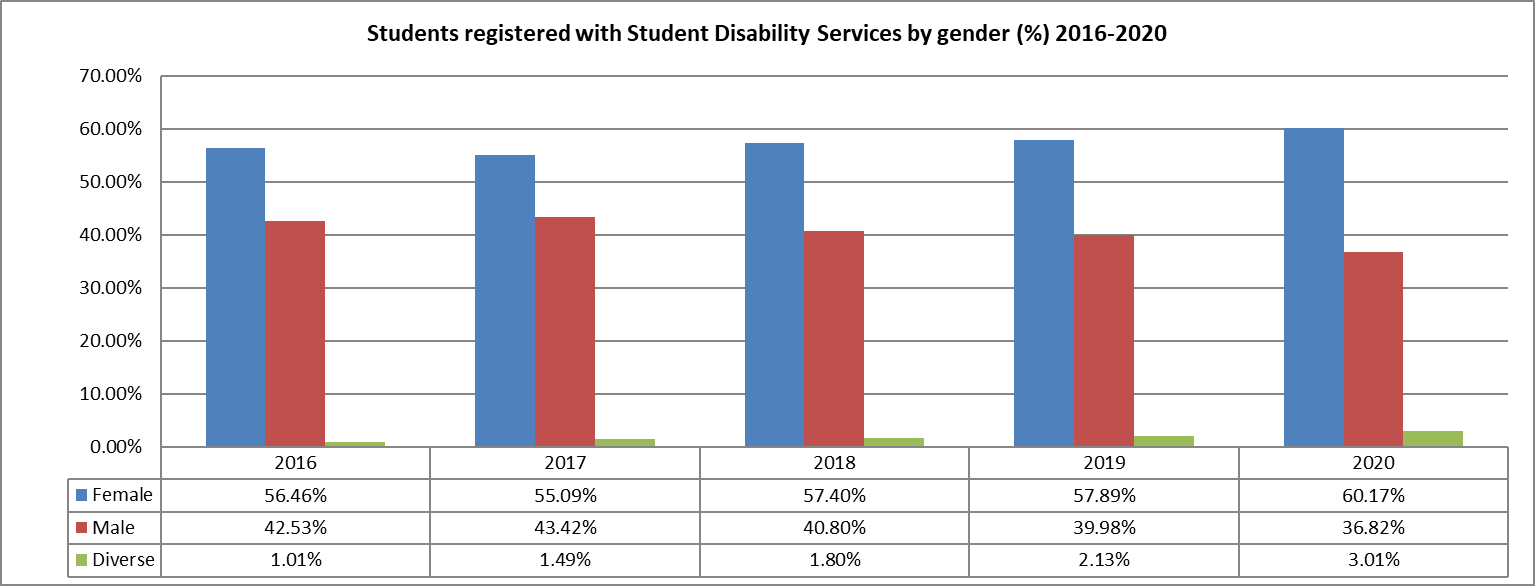 Students registered with Student Disability Services by gender (%) 2016-2020
70.00%
60.00%
50.00%
40.00%
30.00%
20.00%
10.00%
0.00%
2016 2017 2018 2019 2020
Female 56.46% 55.09% 57.40% 57.89% 60.17%
Male 42.53% 43.42% 40.80% 39.98% 36.82%
Diverse 1.01% 1.49% 1.80% 2.13% 3.01%